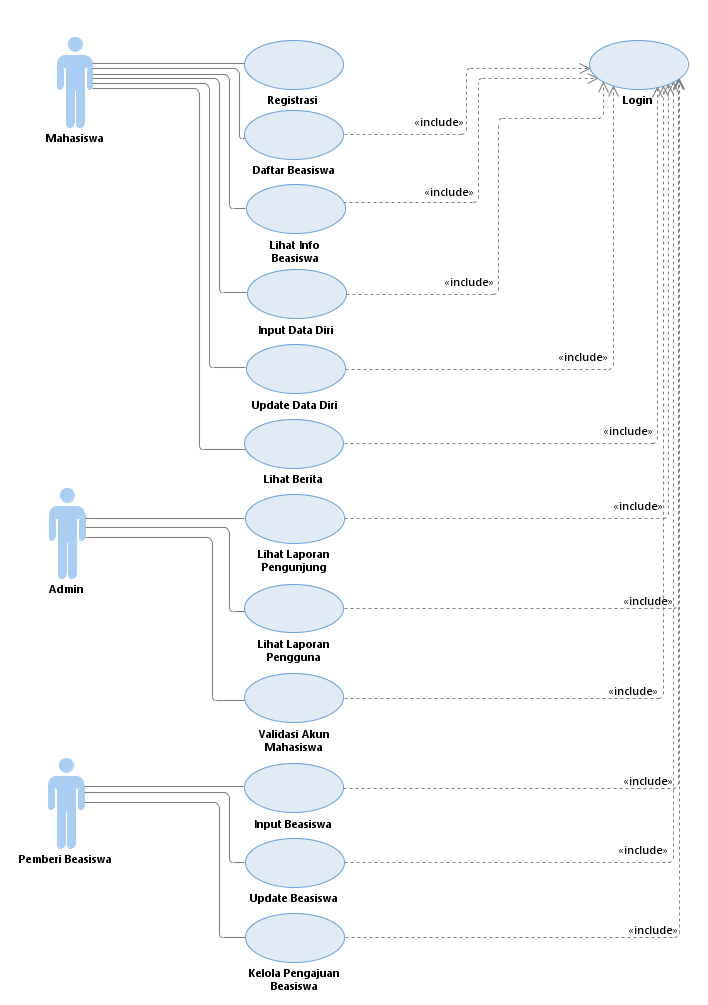 Mahasiswa
Registrasi
Login
«include»
Daftar Beasiswa
«include»
Lihat Info
Beasiswa
«include»
Input Data Diri
«include»
Update Data Diri
«include»
Lihat Berita
«include»
Lihat Laporan
Pengunjung
Admin
«include»
Lihat Laporan
Pengguna
«include»
Validasi Akun
Mahasiswa
«include»
Input Beasiswa
Pemberi Beasiswa
«include»
Update Beasiswa
«include»
Kelola Pengajuan
Beasiswa